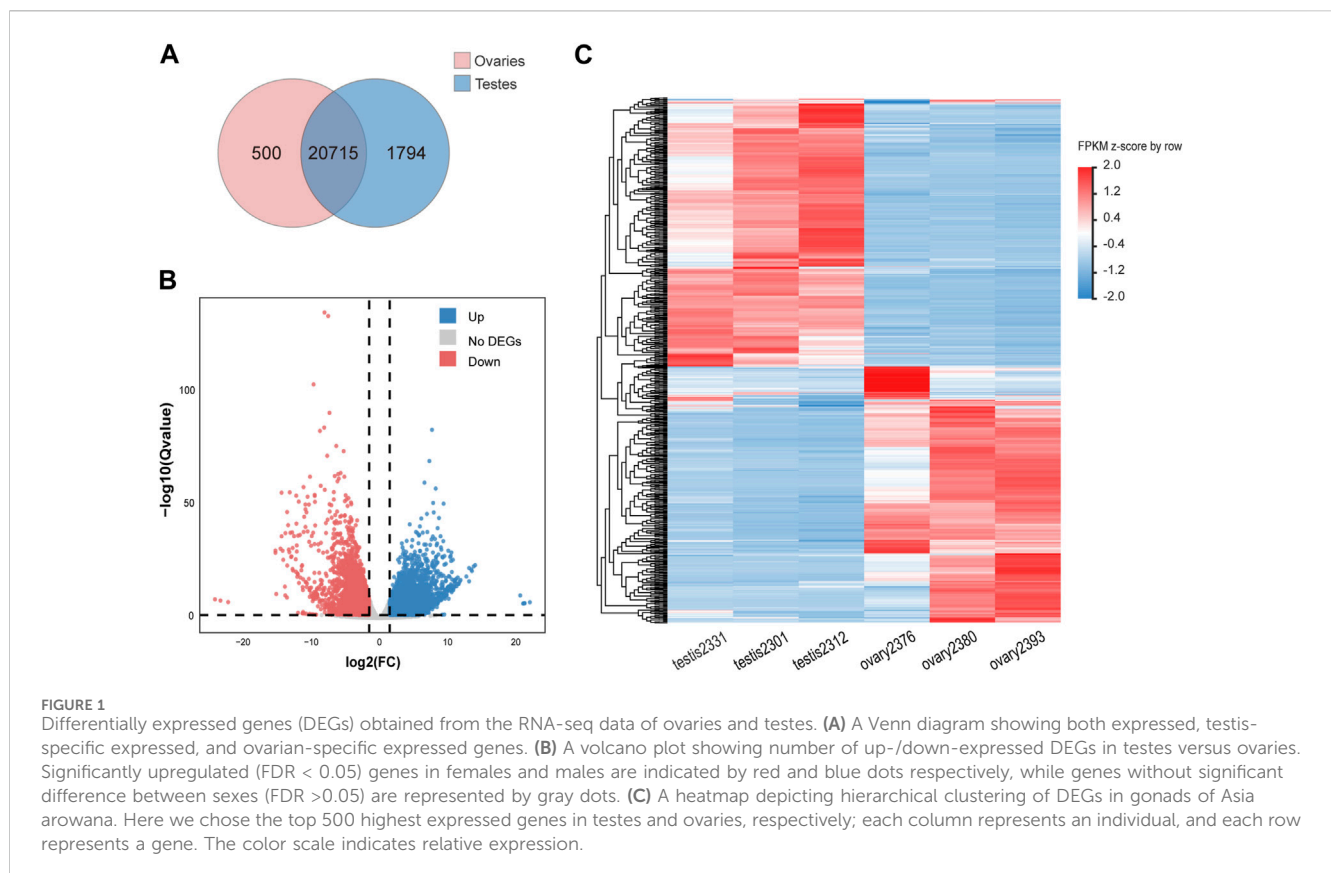 A
Ovaries
Testes
500
20715
1794
B
Up
No DEGs
Down
100
50
0
−log10(Qvalue)
−20
−10
0
10
20
log2(FC)
C
FPKM z-score by row
2.0
1.2
0.4
-0.4
-1.2
-2.0
testis2331
testis2301
testis2312
ovary2376
ovary2380
ovary2393
FIGURE 1
Differentially expressed genes (DEGs) obtained from the RNA-seq data of ovaries and testes. (A) A Venn diagram showing both expressed, testis-
specific expressed, and ovarian-specific expressed genes. (B) A volcano plot showing number of up-/down-expressed DEGs in testes versus ovaries.
Significantly upregulated (FDR < 0.05) genes in females and males are indicated by red and blue dots respectively, while genes without significant
difference between sexes (FDR >0.05) are represented by gray dots. (C) A heatmap depicting hierarchical clustering of DEGs in gonads of Asia
arowana. Here we chose the top 500 highest expressed genes in testes and ovaries, respectively; each column represents an individual, and each row
represents a gene. The color scale indicates relative expression.